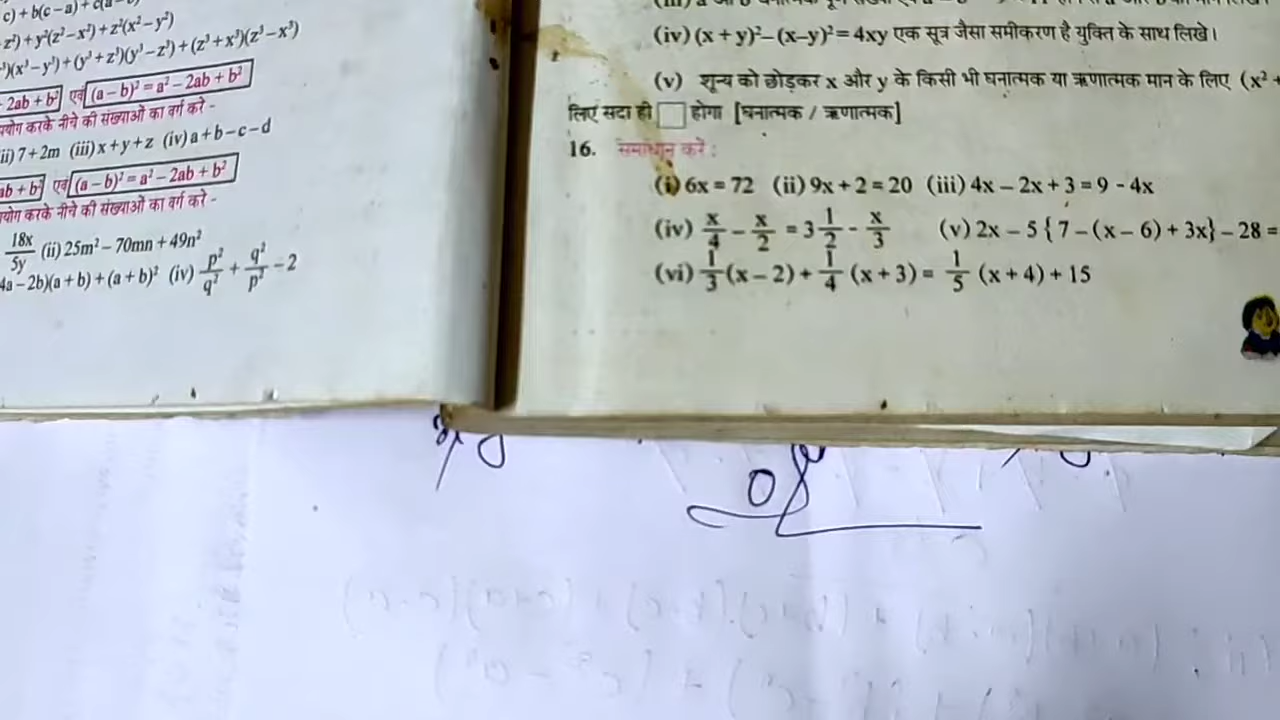 c) + b(c – a) +
z²) + y²(z² – x²) + z²(x² – y²)
)(x³ – y³) + (y³ + z³)(y³ – z³) + (z³ + x³)(z³ – x³)
2ab + b² एवं (a – b)² = a² – 2ab + b²
करके नीचे की संख्याओं का वर्ग करे -
ii) 7 + 2m (iii) x + y + z (iv) a + b – c – d
ab + b² एवं (a – b)² = a² – 2ab + b²
करके नीचे की संख्याओं का वर्ग करे -
18x/5y (ii) 25m² – 70mn + 49n²
4a – 2b)(a + b) + (a + b)² (iv) p²/q² + q²/p² – 2
(iv) (x + y)² – (x–y)² = 4xy एक सूत्र जैसा समीकरण है युक्ति के साथ लिखे।
(v) शून्य को छोड़कर x और y के किसी भी घनात्मक या ऋणात्मक मान के लिए (x² +
लिए सदा ही □ होगा [घनात्मक / ऋणात्मक]
16. समाधान करें :
(i) 6x = 72 (ii) 9x + 2 = 20 (iii) 4x – 2x + 3 = 9 - 4x
(iv) x/4 – x/2 = 3 1/2 - x/3 (v) 2x – 5 { 7 – (x – 6) + 3x} – 28 =
(vi) 1/3 (x – 2) + 1/4 (x + 3) = 1/5 (x + 4) + 15